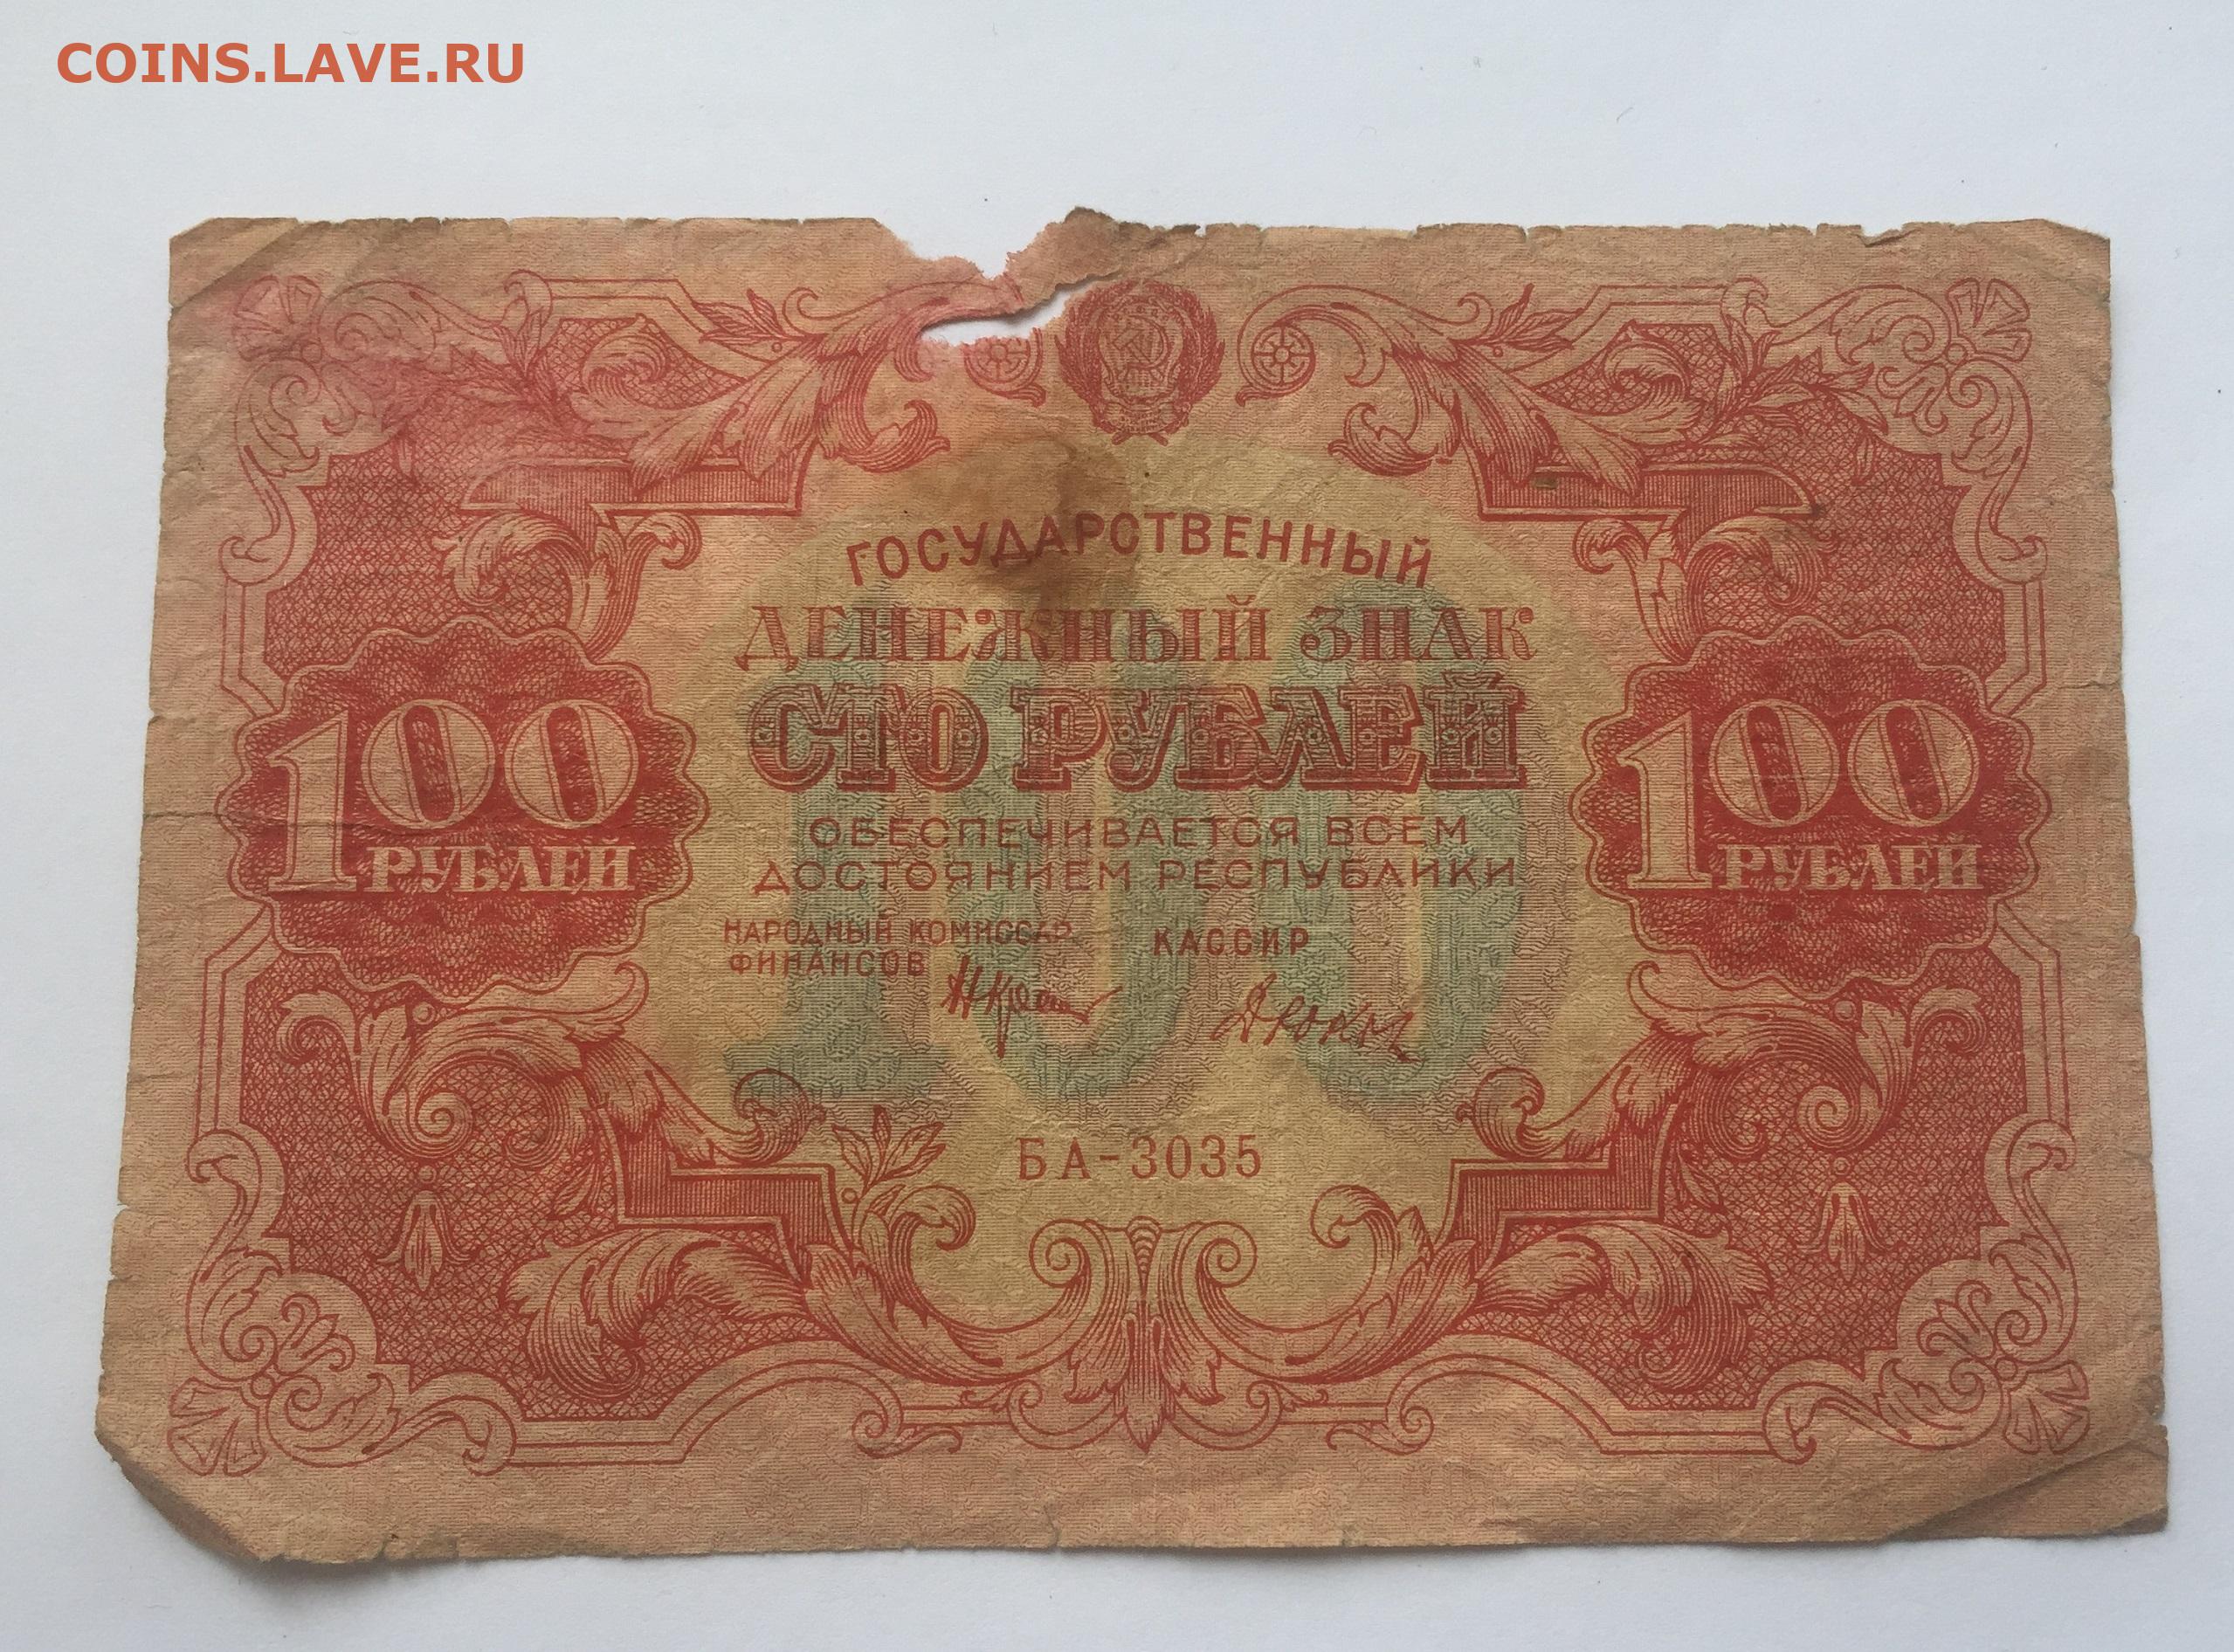 COINS.LAVE.RU
ГОСУДАРСТВЕННЫЙ
ДЕНЕЖНЫЙ ЗНАК
СТО РУБЛЕЙ
100
РУБЛЕЙ
100
РУБЛЕЙ
ОБЕСПЕЧИВАЕТСЯ ВСЕМ
ДОСТОЯНИЕМ РЕСПУБЛИКИ
НАРОДНЫЙ КОМИССАР
ФИНАНСОВ
КАССИР
100
БА-3035